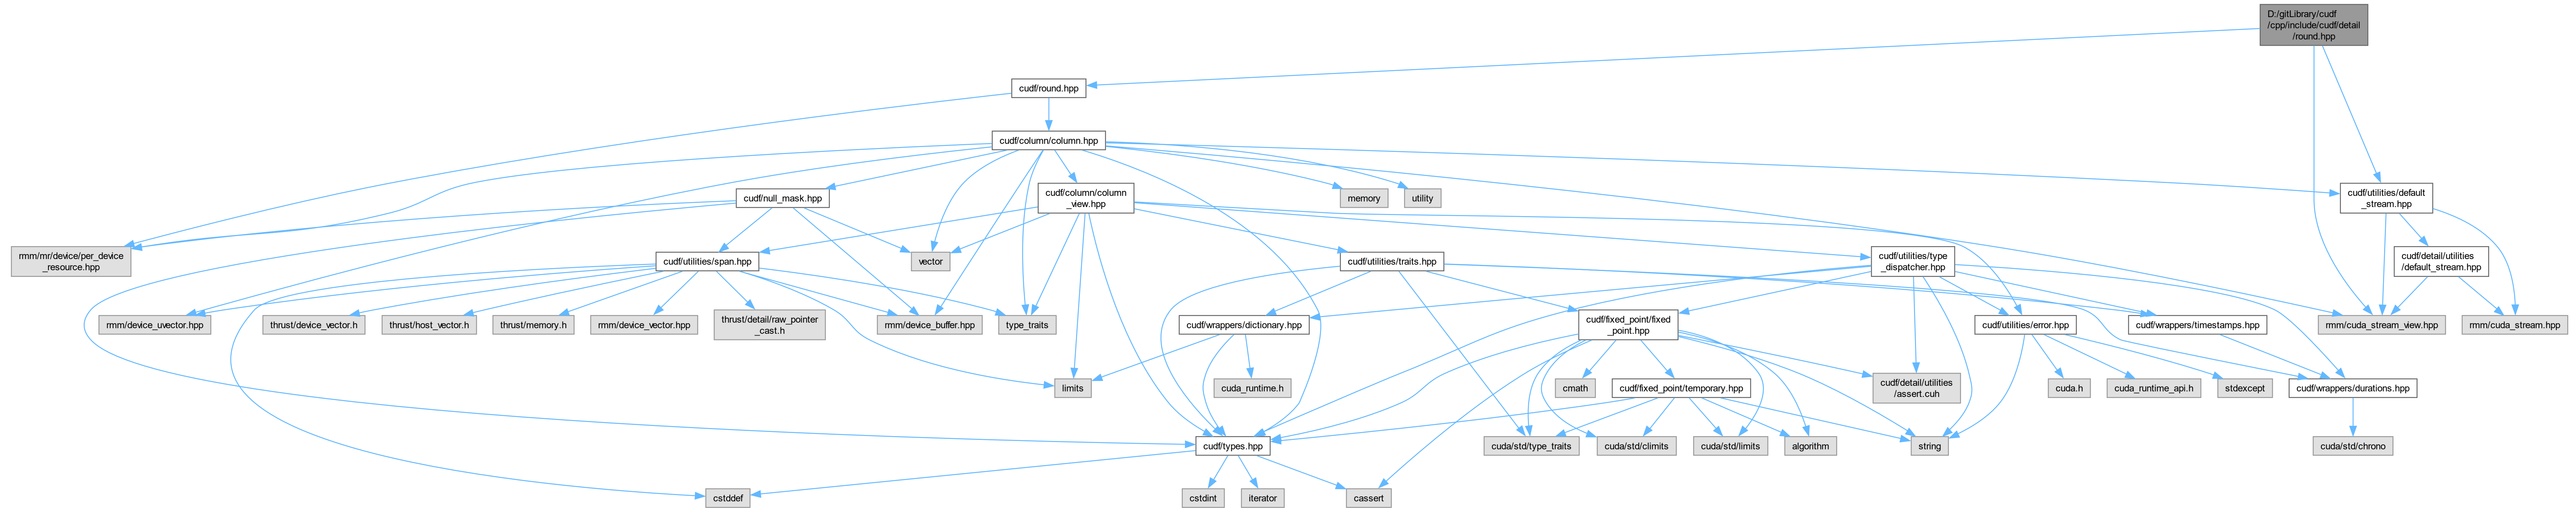 D:/gitLibrary/cudf
/cpp/include/cudf/detail
/round.hpp
cudf/round.hpp
cudf/column/column.hpp
cudf/null_mask.hpp
cudf/column/column
_view.hpp
memory
utility
cudf/utilities/default
_stream.hpp
rmm/mr/device/per_device
_resource.hpp
cudf/utilities/span.hpp
vector
cudf/utilities/traits.hpp
cudf/utilities/type
_dispatcher.hpp
cudf/detail/utilities
/default_stream.hpp
rmm/device_uvector.hpp
thrust/device_vector.h
thrust/host_vector.h
thrust/memory.h
rmm/device_vector.hpp
thrust/detail/raw_pointer
_cast.h
rmm/device_buffer.hpp
type_traits
cudf/wrappers/dictionary.hpp
cudf/fixed_point/fixed
_point.hpp
cudf/utilities/error.hpp
cudf/wrappers/timestamps.hpp
rmm/cuda_stream_view.hpp
rmm/cuda_stream.hpp
limits
cuda_runtime.h
cmath
cudf/fixed_point/temporary.hpp
cudf/detail/utilities
/assert.cuh
cuda.h
cuda_runtime_api.h
stdexcept
cudf/wrappers/durations.hpp
cudf/types.hpp
cuda/std/type_traits
cuda/std/climits
cuda/std/limits
algorithm
string
cuda/std/chrono
cstddef
cstdint
iterator
cassert